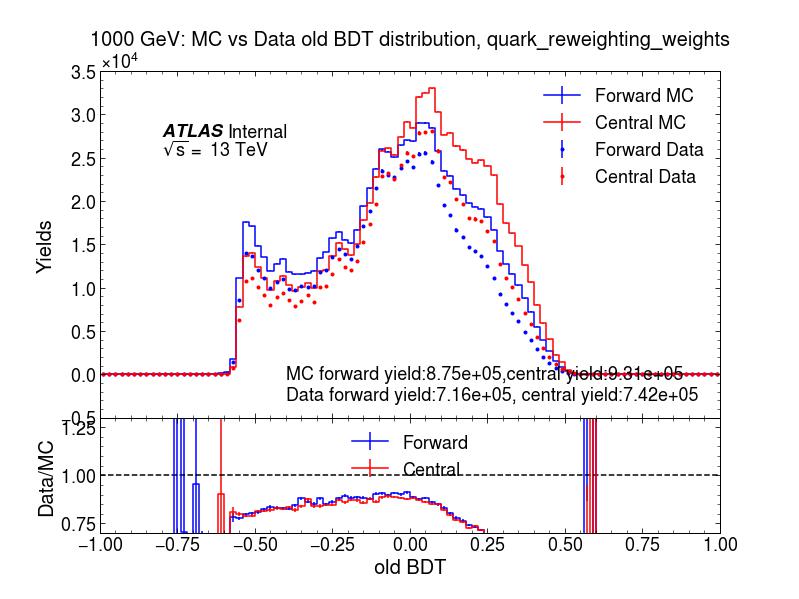 1000 GeV: MC vs Data old BDT distribution, quark_reweighting_weights
×10⁴
3.5
3.0
2.5
2.0
1.5
1.0
0.5
0.0
0.5
Yields
ATLAS Internal
√s = 13 TeV
Forward MC
Central MC
Forward Data
Central Data
MC forward yield:8.75e+05,central yield:9.31e+05
Data forward yield:7.16e+05, central yield:7.42e+05
1.25
1.00
0.75
Data/MC
Forward
Central
−1.00 −0.75 −0.50 −0.25 0.00 0.25 0.50 0.75 1.00
old BDT